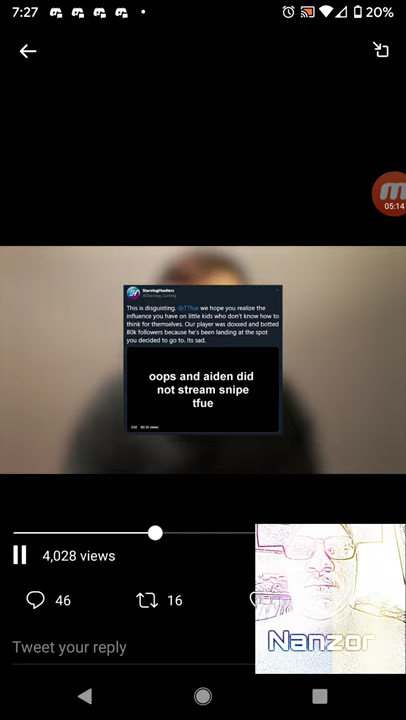 7:27
20%
05:14
StarvingHustlers
@Starving_Gaming
This is disguisting. @TTfue we hope you realize the
influence you have on little kids who don't know how to
think for themselves. Our player was doxxed and botted
80k followers because he's been landing at the spot
you decided to go to. Its sad.
oops and aiden did
not stream snipe
tfue
4,028 views
46
16
Tweet your reply
Nanzor